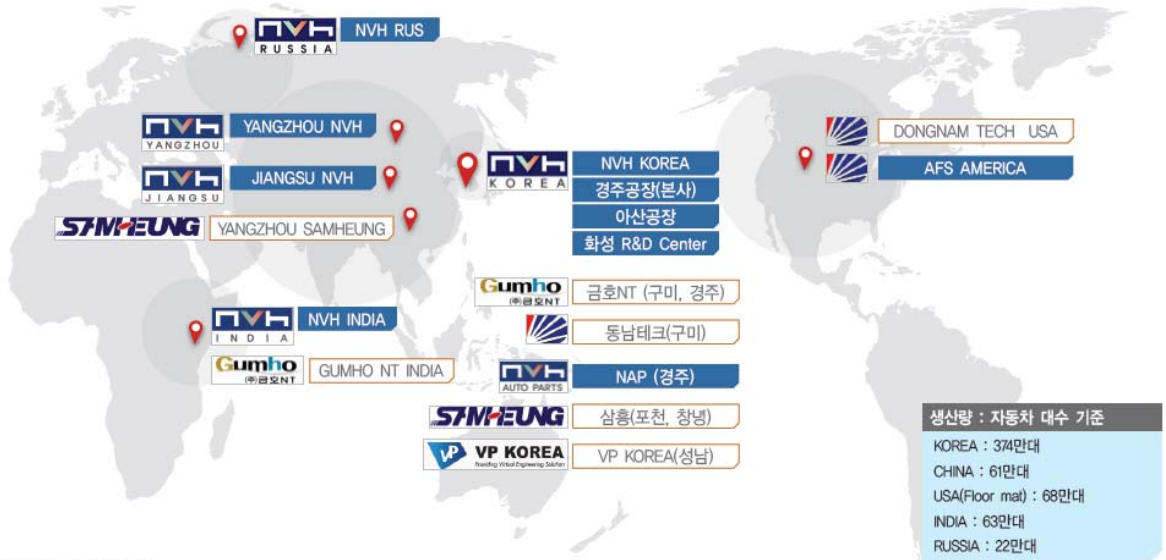 nvh
RUSSIA
NVH RUS
nvh
YANGZHOU
YANGZHOU NVH
nvh
JIANGSU
JIANGSU NVH
SAMHEUNG
YANGZHOU SAMHEUNG
nvh
INDIA
NVH INDIA
Gumho
(주)금호NT
GUMHO NT INDIA
nvh
KOREA
NVH KOREA
경주공장(본사)
아산공장
화성 R&D Center
Gumho
(주)금호NT
금호NT (구미, 경주)
동남테크(구미)
nvh
AUTO PARTS
NAP (경주)
SAMHEUNG
삼흥(포천, 창녕)
VP
VP KOREA
Providing Virtual Engineering Solution
VP KOREA(성남)
DONGNAM TECH USA
AFS AMERICA
생산량 : 자동차 대수 기준
KOREA : 374만대
CHINA : 61만대
USA(Floor mat) : 68만대
INDIA : 63만대
RUSSIA : 22만대